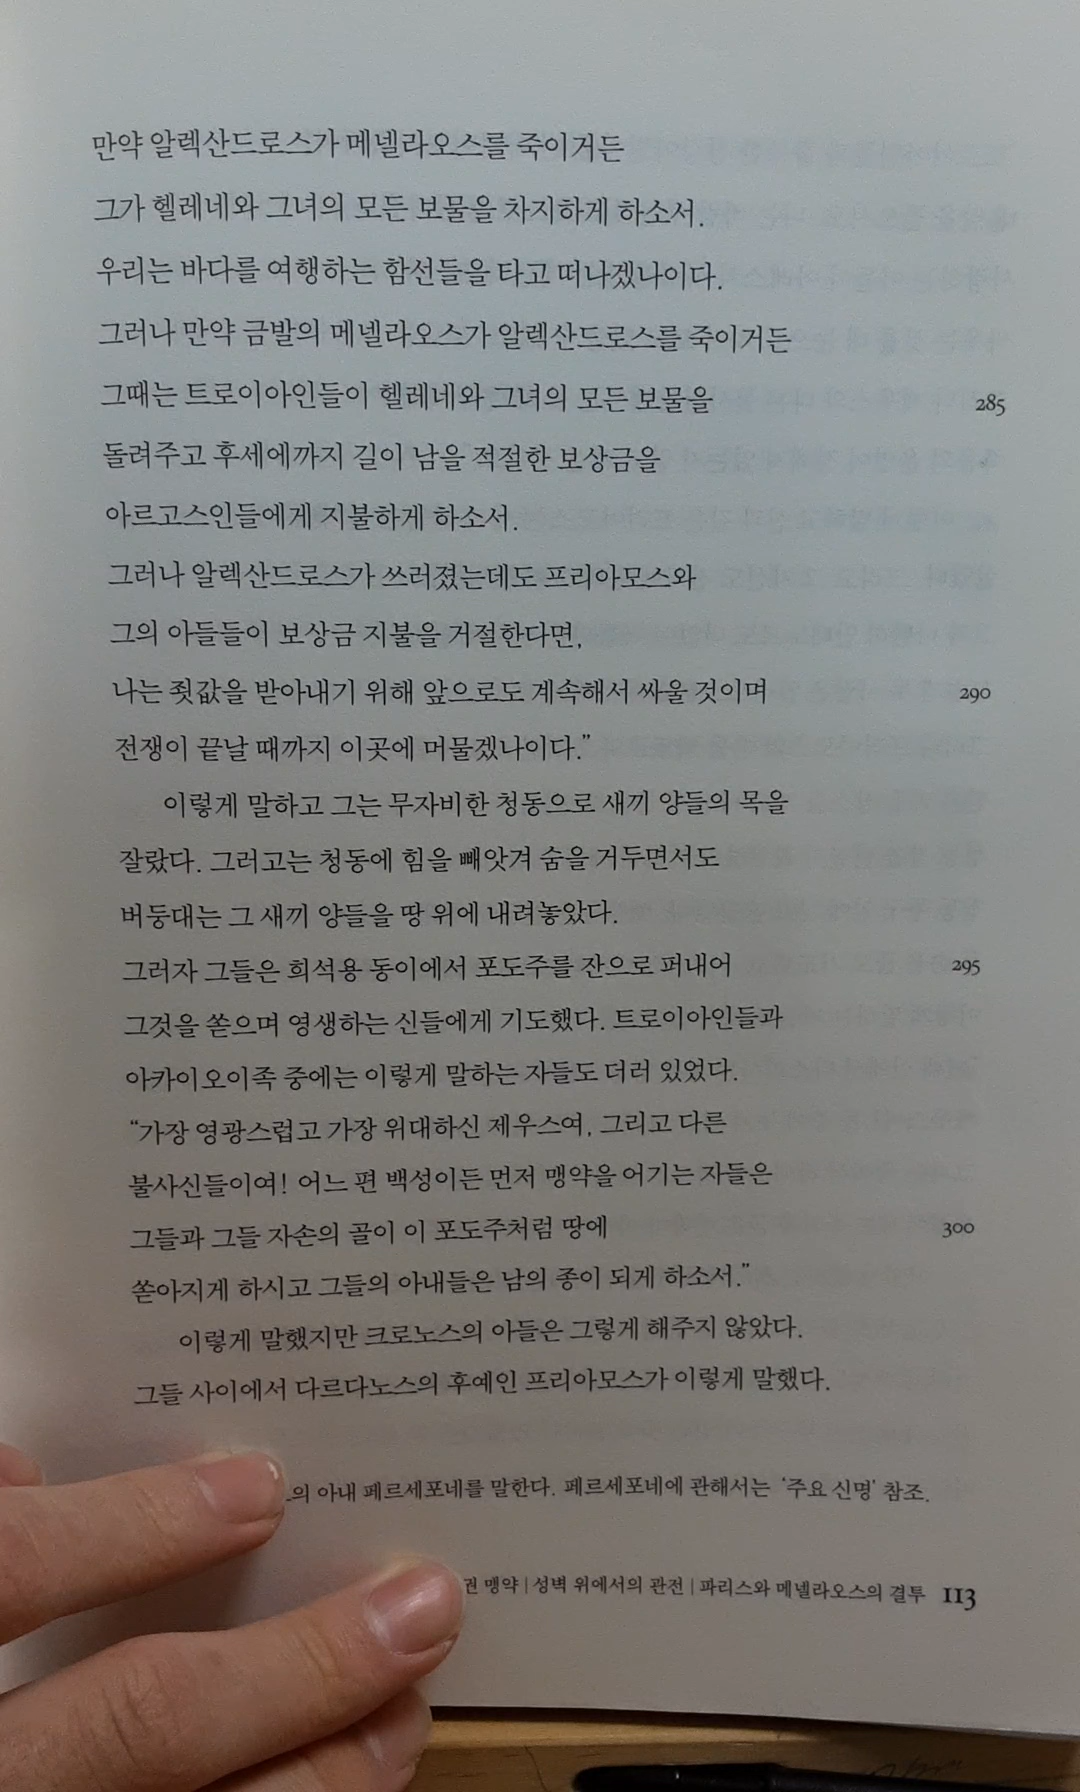 만약 알렉산드로스가 메넬라오스를 죽이거든
그가 헬레네와 그녀의 모든 보물을 차지하게 하소서.
우리는 바다를 여행하는 함선들을 타고 떠나겠나이다.
그러나 만약 금발의 메넬라오스가 알렉산드로스를 죽이거든
그때는 트로이아인들이 헬레네와 그녀의 모든 보물을 285
돌려주고 후세에까지 길이 남을 적절한 보상금을
아르고스인들에게 지불하게 하소서.
그러나 알렉산드로스가 쓰러졌는데도 프리아모스와
그의 아들들이 보상금 지불을 거절한다면,
나는 죗값을 받아내기 위해 앞으로도 계속해서 싸울 것이며 290
전쟁이 끝날 때까지 이곳에 머물겠나이다.”
이렇게 말하고 그는 무자비한 청동으로 새끼 양들의 목을
잘랐다. 그러고는 청동에 힘을 빼앗겨 숨을 거두면서도
버둥대는 그 새끼 양들을 땅 위에 내려놓았다.
그러자 그들은 희석용 동이에서 포도주를 잔으로 퍼내어 295
그것을 쏟으며 영생하는 신들에게 기도했다. 트로이아인들과
아카이오이족 중에는 이렇게 말하는 자들도 더러 있었다.
“가장 영광스럽고 가장 위대하신 제우스여, 그리고 다른
불사신들이여! 어느 편 백성이든 먼저 맹약을 어기는 자들은
그들과 그들 자손의 골이 이 포도주처럼 땅에 300
쏟아지게 하시고 그들의 아내들은 남의 종이 되게 하소서.”
이렇게 말했지만 크로노스의 아들은 그렇게 해주지 않았다.
그들 사이에서 다르다노스의 후예인 프리아모스가 이렇게 말했다.
의 아내 페르세포네를 말한다. 페르세포네에 관해서는 ‘주요 신명’ 참조.
권 맹약 | 성벽 위에서의 관전 | 파리스와 메넬라오스의 결투 113